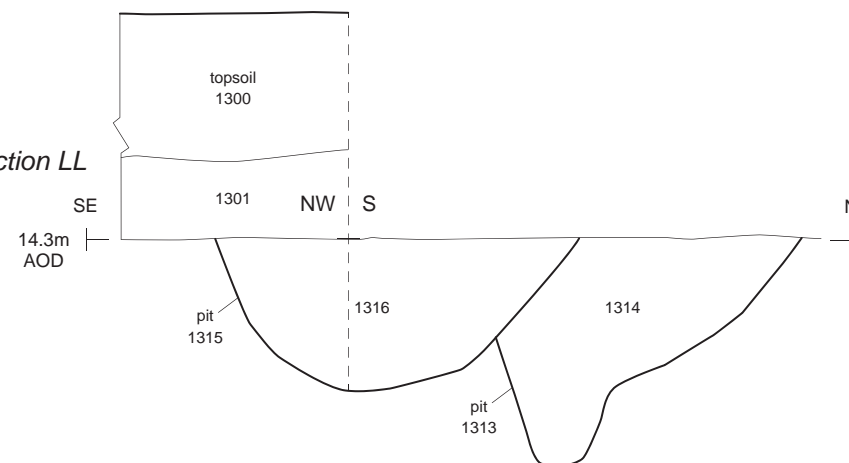 topsoil
1300
ction LL
1301
NW
S
SE
14.3m
AOD
1316
1314
pit
1315
pit
1313